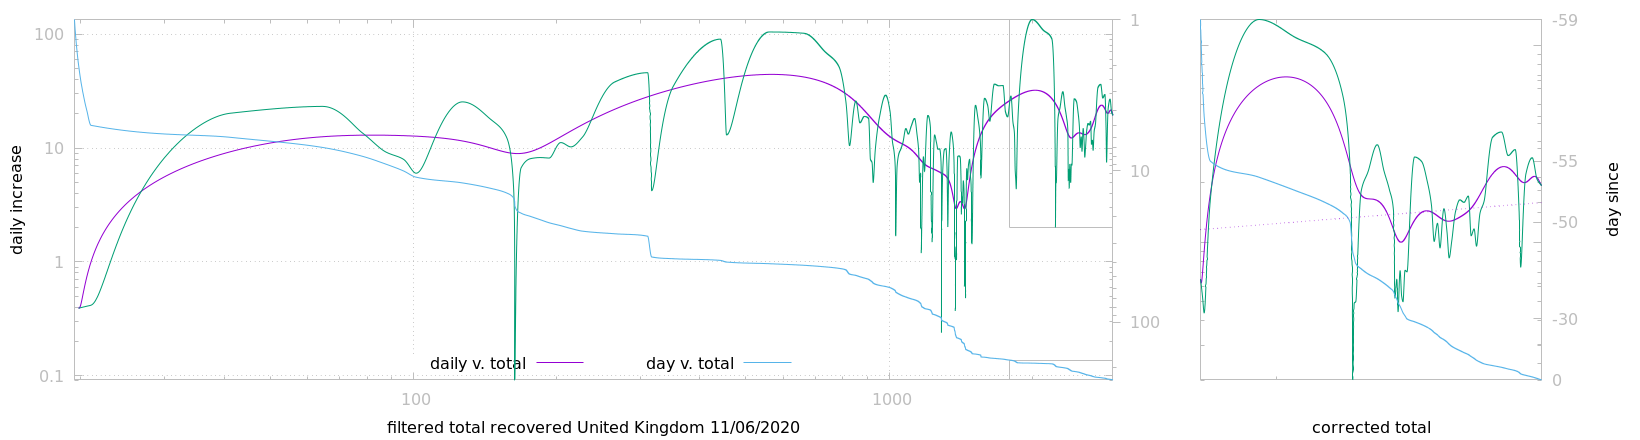 100
10
1
0.1
daily increase
100
1000
daily v. total
day v. total
1
10
100
filtered total recovered United Kingdom 11/06/2020
-59
-55
-50
-30
0
day since
corrected total